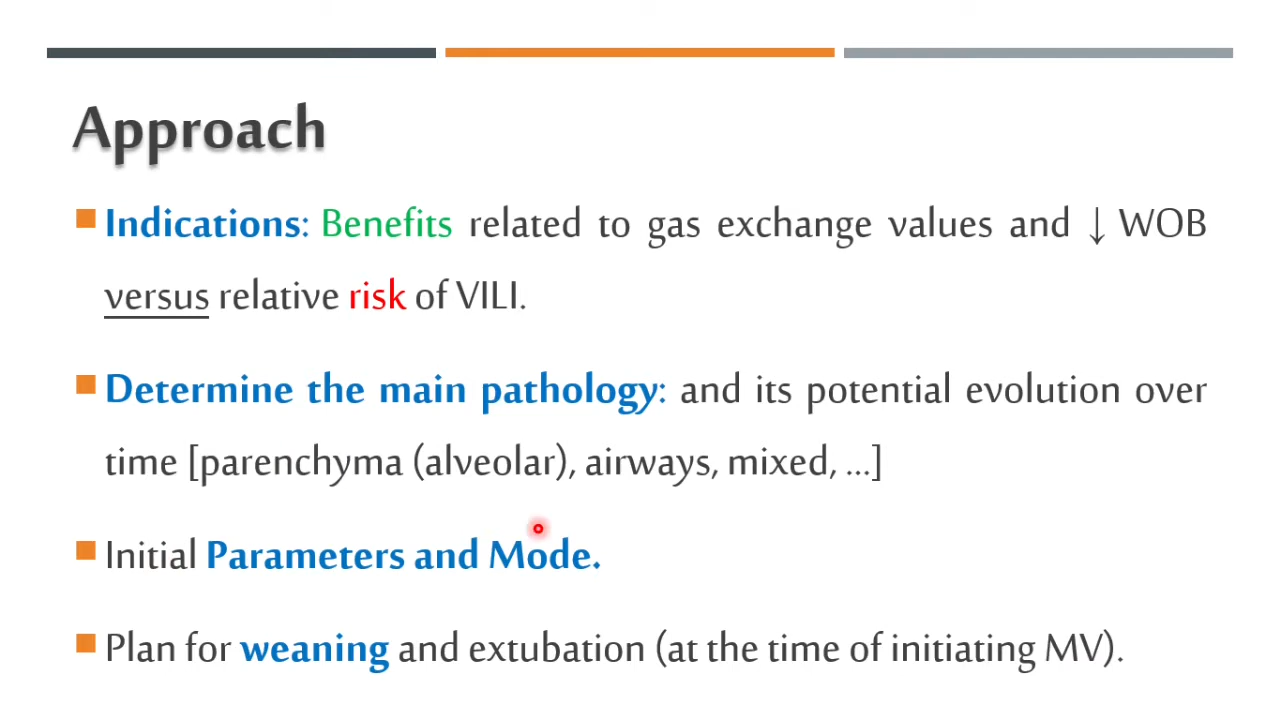 Approach
Indications: Benefits related to gas exchange values and ↓ WOB
versus relative risk of VILI.
Determine the main pathology: and its potential evolution over
time [parenchyma (alveolar), airways, mixed, ...]
Initial Parameters and Mode.
Plan for weaning and extubation (at the time of initiating MV).